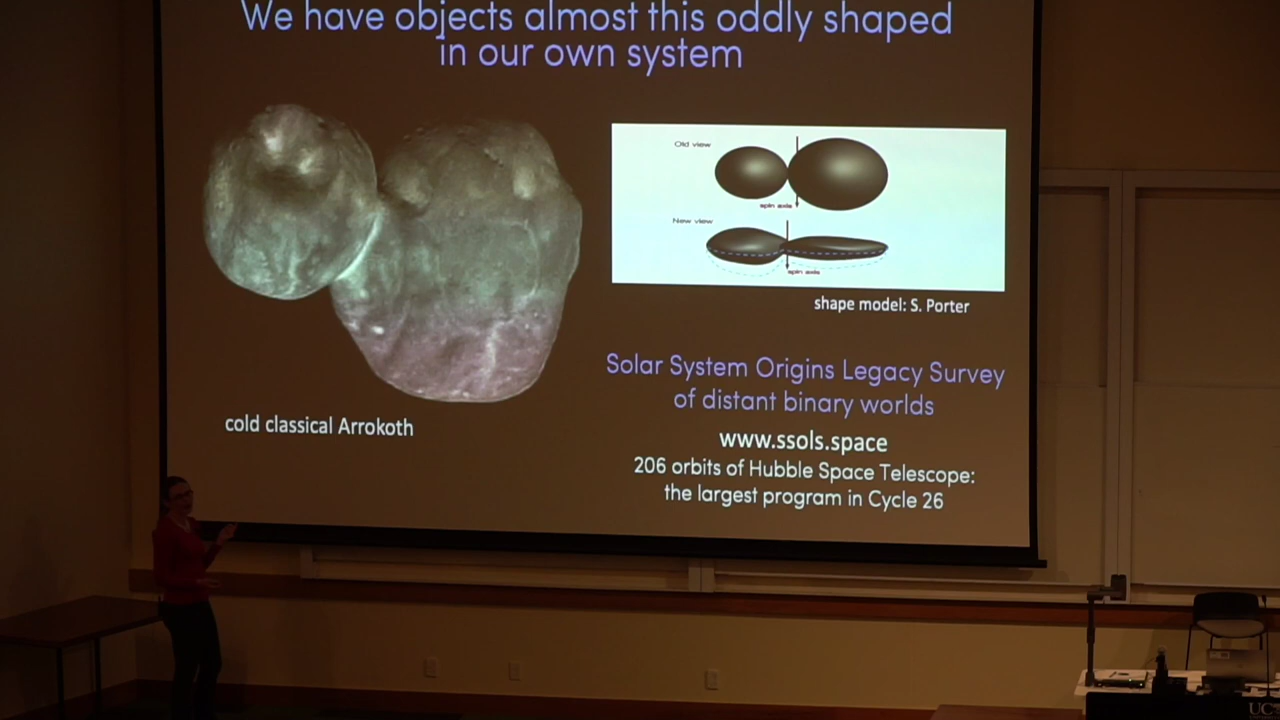 We have objects almost this oddly shaped
in our own system
Old view
spin axis
New view
spin axis
shape model: S. Porter
Solar System Origins Legacy Survey
of distant binary worlds
cold classical Arrokoth
www.ssols.space
206 orbits of Hubble Space Telescope:
the largest program in Cycle 26